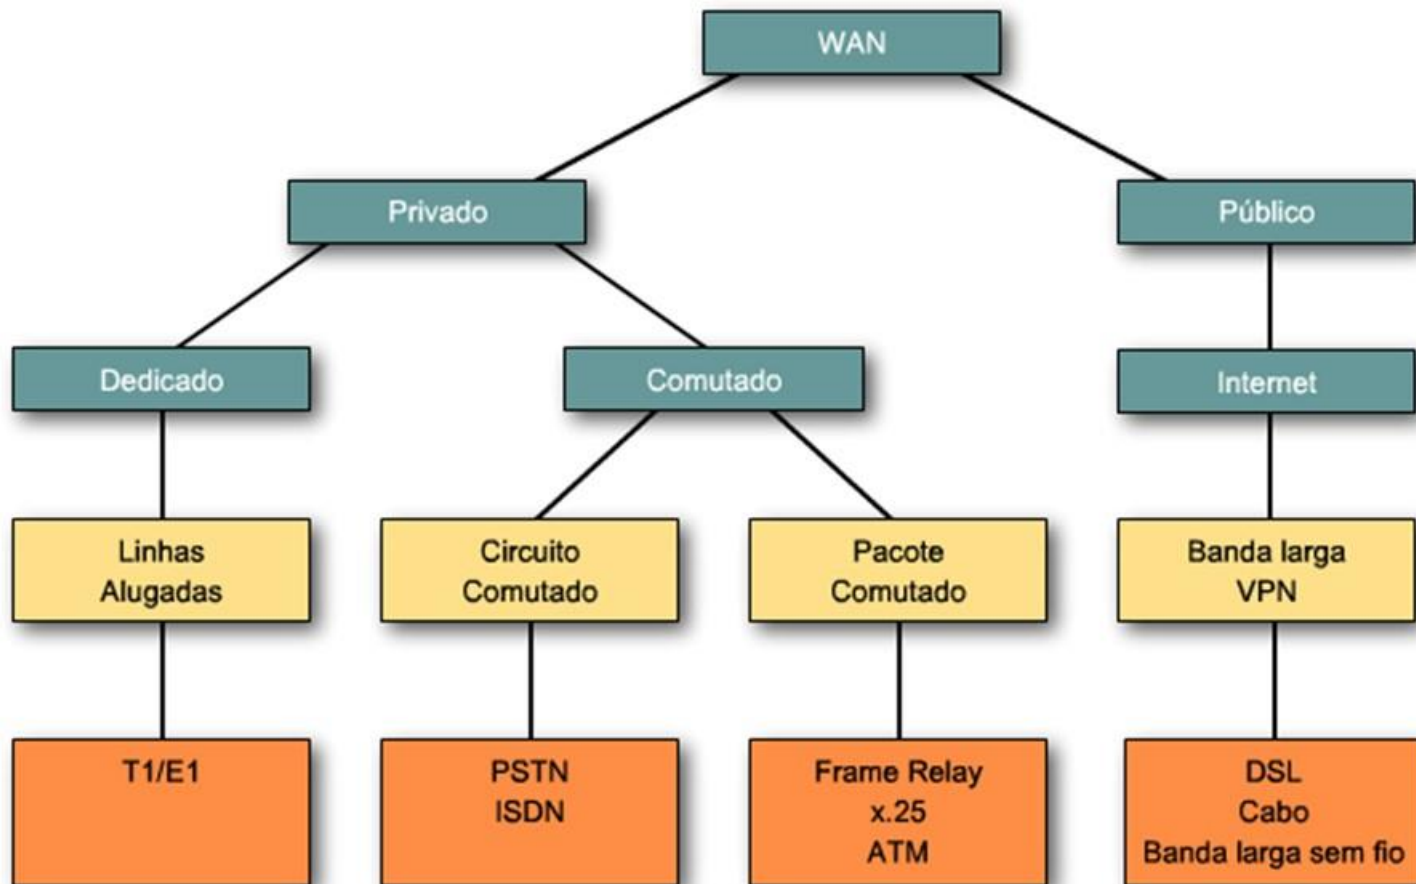 WAN
Privado
Público
Dedicado
Comutado
Internet
Linhas
Alugadas
Circuito
Comutado
Pacote
Comutado
Banda larga
VPN
T1/E1
PSTN
ISDN
Frame Relay
x.25
ATM
DSL
Cabo
Banda larga sem fio